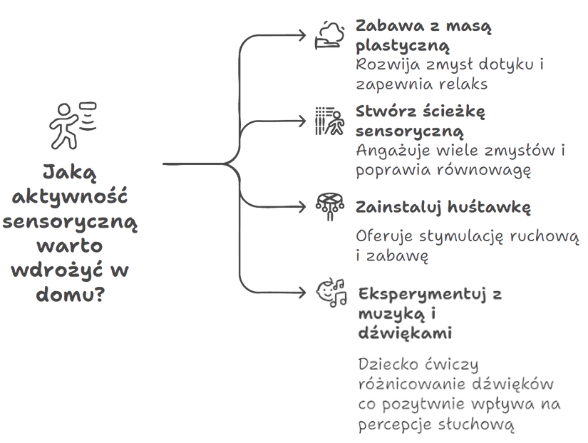 Jaką
aktywność
sensoryczną
warto
wdrożyć w
domu?
Zabawa z masą
plastyczną
Rozwija zmysł dotyku i
zapewnia relaks
Stwórz ścieżkę
sensoryczną
Angażuje wiele zmysłów i
poprawia równowagę
Zainstaluj huśtawkę
Oferuje stymulację ruchową
i zabawę
Eksperymentuj z
muzyką i
dźwiękami
Dziecko ćwiczy
różnicowanie dźwięków
co pozytwnie wpływa na
percepcje słuchową